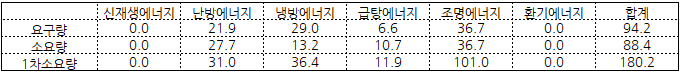 신재생에너지 난방에너지 냉방에너지 급탕에너지 조명에너지 환기에너지 합계
요구량 0.0 21.9 29.0 6.6 36.7 0.0 94.2
소요량 0.0 27.7 13.2 10.7 36.7 0.0 88.4
1차소요량 0.0 31.0 36.4 11.9 101.0 0.0 180.2